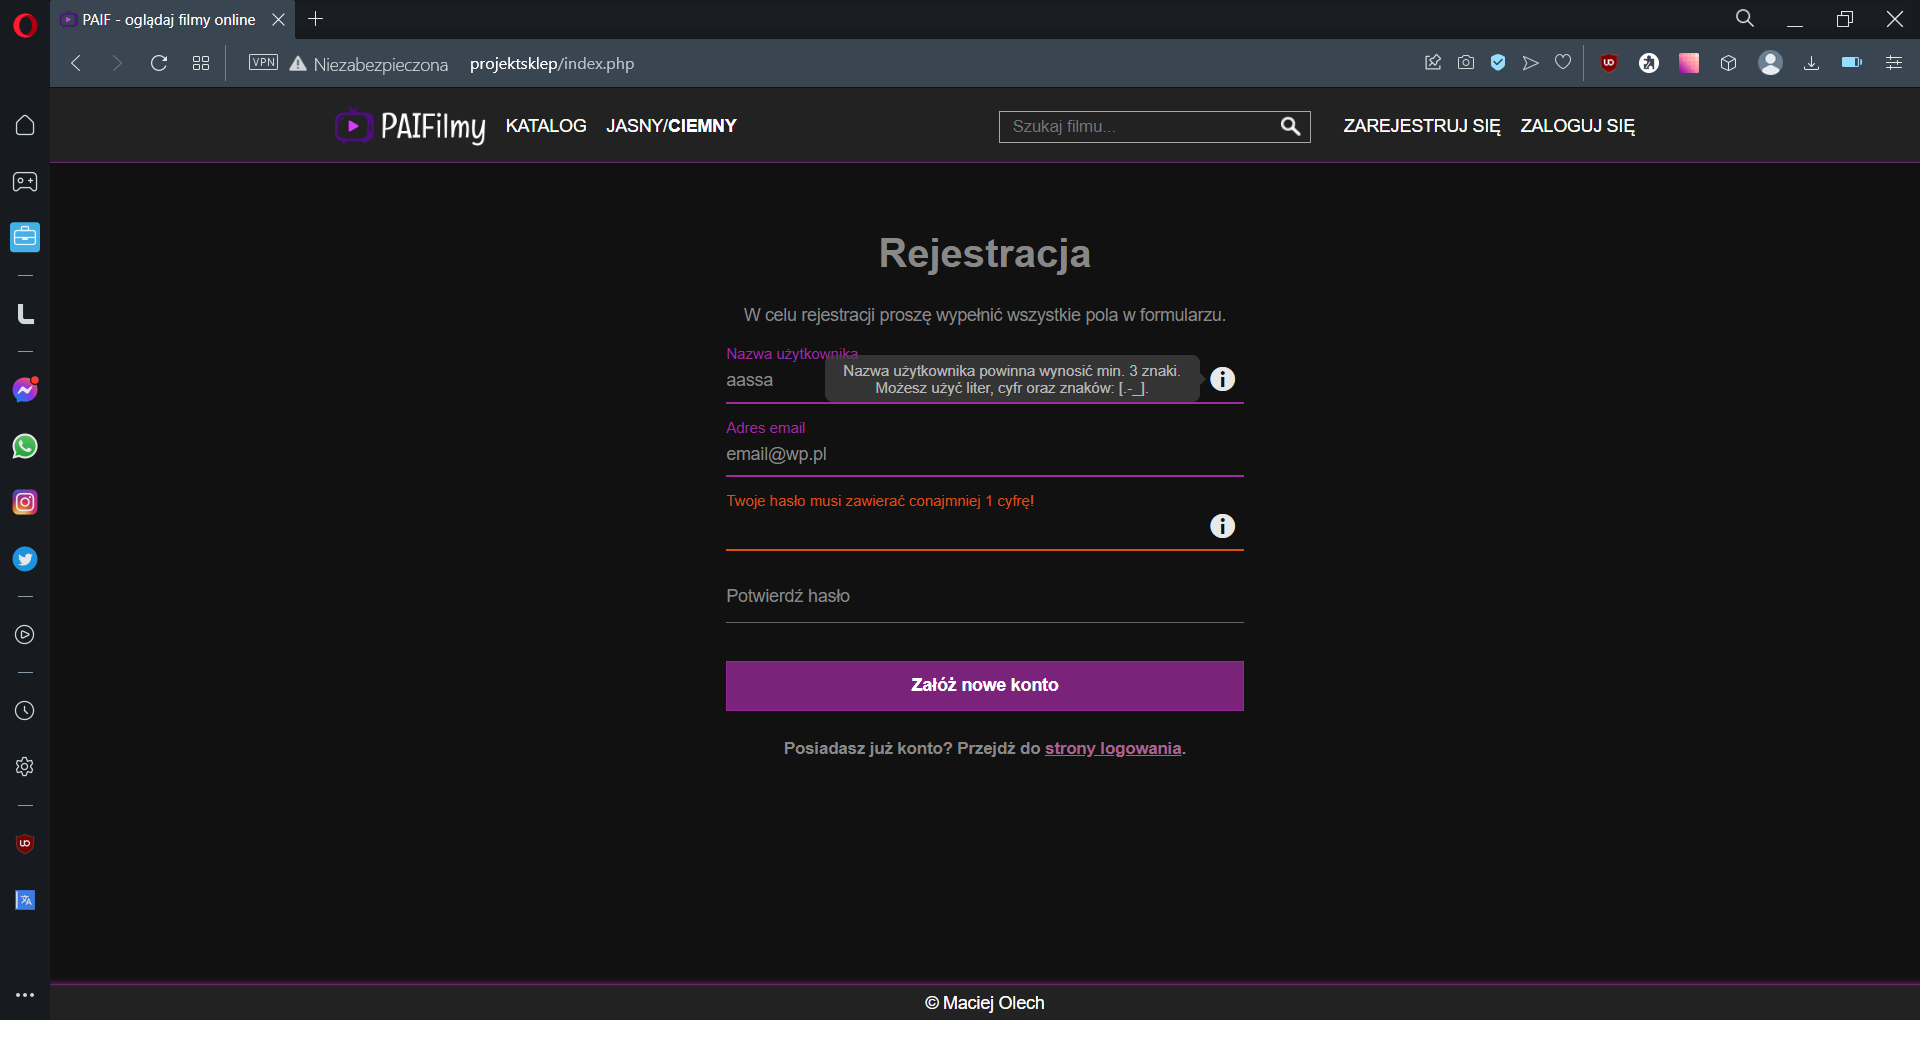 PAIF - oglądaj filmy online
VPN Niezabezpieczona projektsklep/index.php
PAIFilmy KATALOG JASNY/CIEMNY Szukaj filmu... ZAREJESTRUJ SIĘ ZALOGUJ SIĘ
Rejestracja
W celu rejestracji proszę wypełnić wszystkie pola w formularzu.
Nazwa użytkownika
aassa
Nazwa użytkownika powinna wynosić min. 3 znaki.
Możesz użyć liter, cyfr oraz znaków: [.-_].
Adres email
email@wp.pl
Twoje hasło musi zawierać conajmniej 1 cyfrę!
Potwierdź hasło
Załóż nowe konto
Posiadasz już konto? Przejdź do strony logowania.
© Maciej Olech